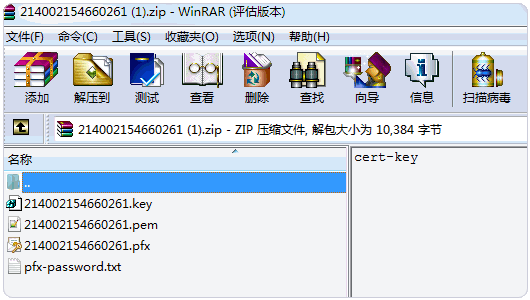 214002154660261 (1).zip - WinRAR (评估版本)
文件(F) 命令(C) 工具(S) 收藏夹(O) 选项(N) 帮助(H)
添加 解压到 测试 查看 删除 查找 向导 信息 扫描病毒
214002154660261 (1).zip - ZIP 压缩文件, 解包大小为 10,384 字节
名称
cert-key
..
214002154660261.key
214002154660261.pem
214002154660261.pfx
pfx-password.txt